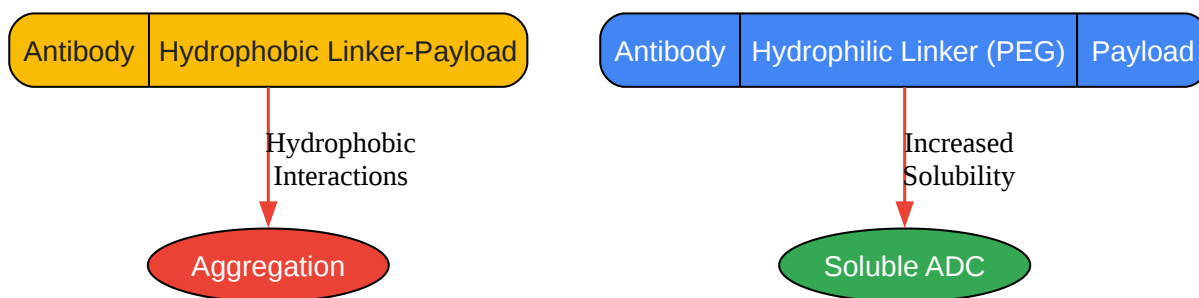 Antibody Hydrophobic Linker-Payload
Hydrophobic
Interactions
Aggregation
Antibody Hydrophilic Linker (PEG) Payload
Increased
Solubility
Soluble ADC